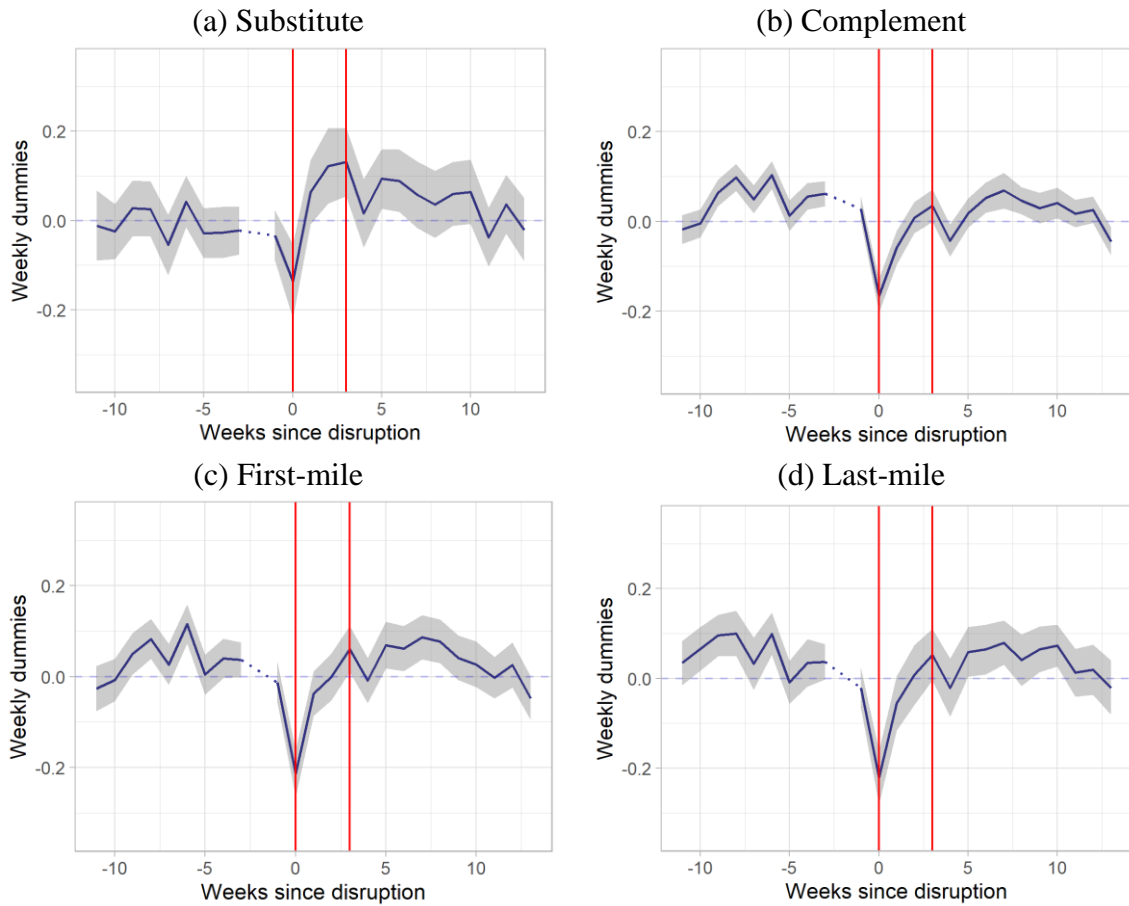 (a) Substitute
(b) Complement
0.2
0.0
-0.2
Weekly dummies
-10
-5
0
5
10
Weeks since disruption
0.2
0.0
-0.2
Weekly dummies
-10
-5
0
5
10
Weeks since disruption
(c) First-mile
(d) Last-mile
0.2
0.0
-0.2
Weekly dummies
-10
-5
0
5
10
Weeks since disruption
0.2
0.0
-0.2
Weekly dummies
-10
-5
0
5
10
Weeks since disruption